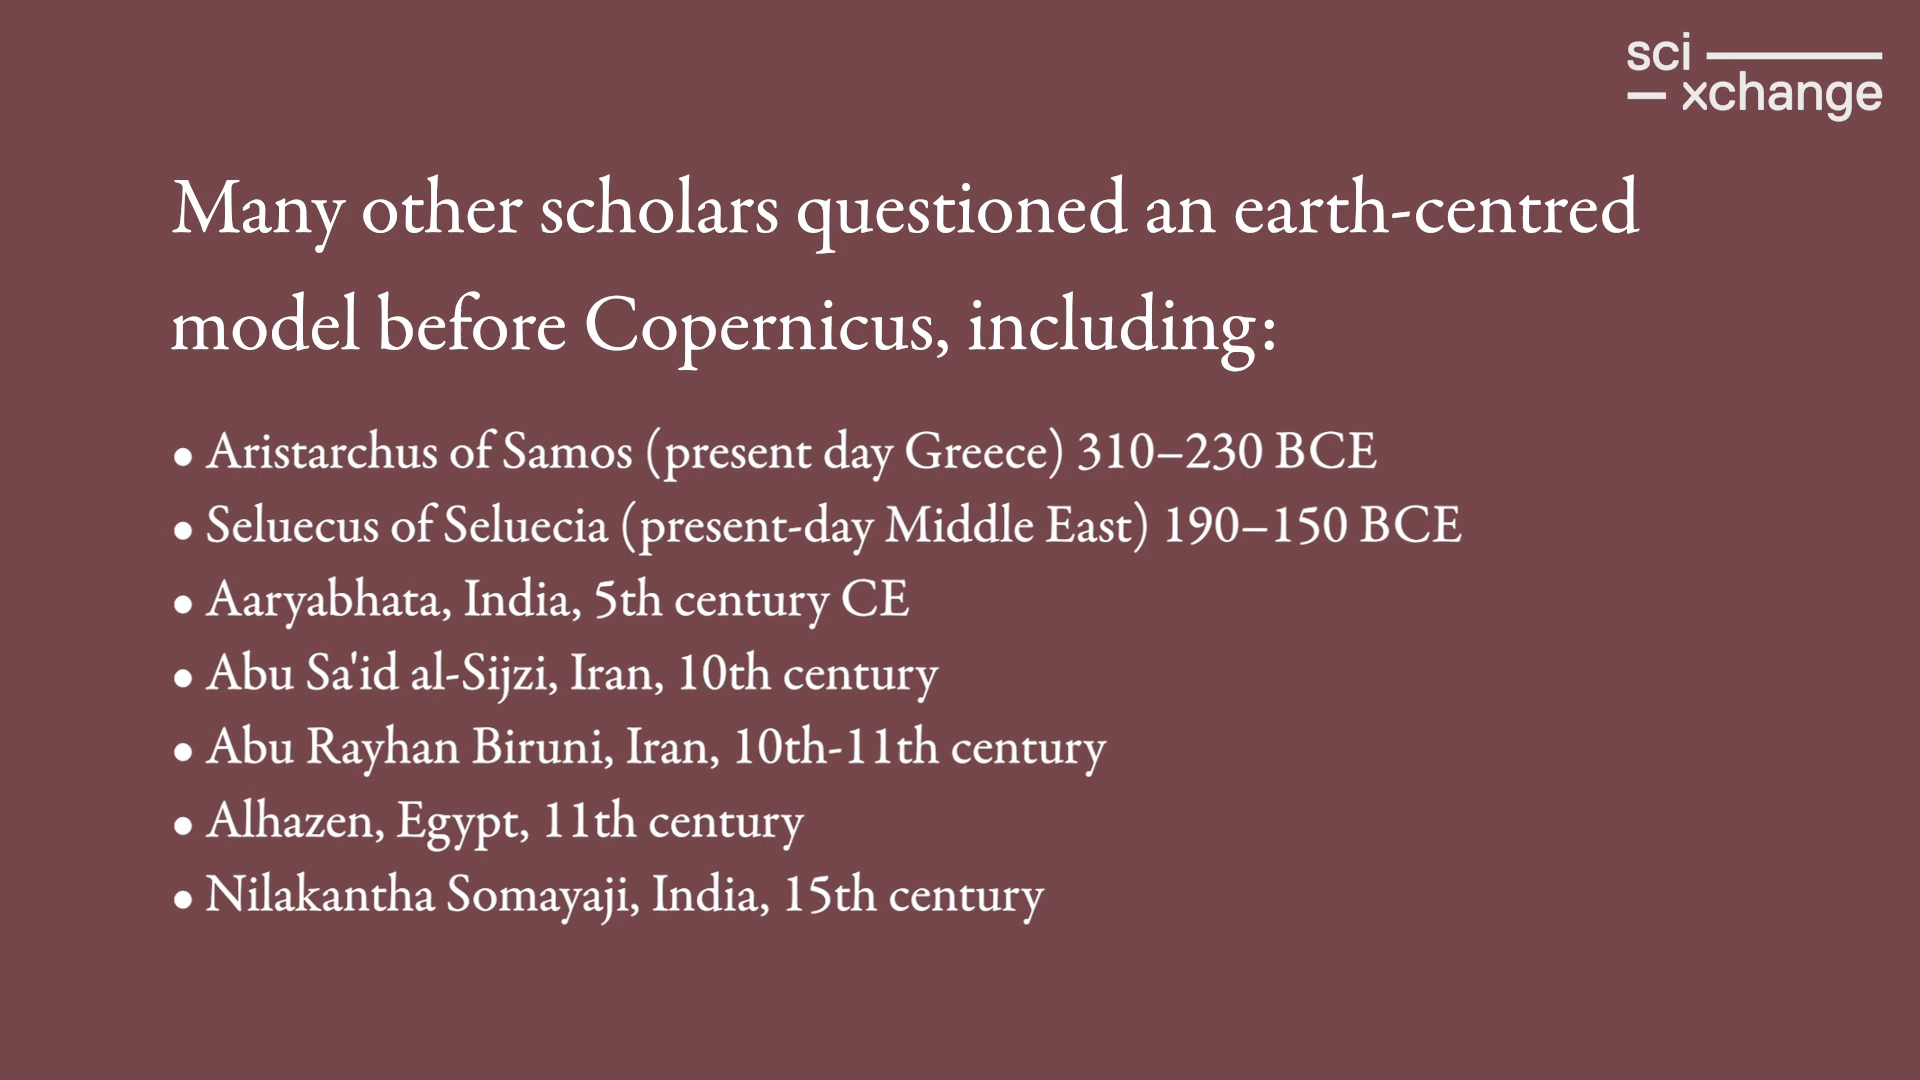 sci
xchange
Many other scholars questioned an earth-centred
model before Copernicus, including:
• Aristarchus of Samos (present day Greece) 310–230 BCE
• Seluecus of Seluecia (present-day Middle East) 190–150 BCE
• Aaryabhata, India, 5th century CE
• Abu Sa'id al-Sijzi, Iran, 10th century
• Abu Rayhan Biruni, Iran, 10th-11th century
• Alhazen, Egypt, 11th century
• Nilakantha Somayaji, India, 15th century